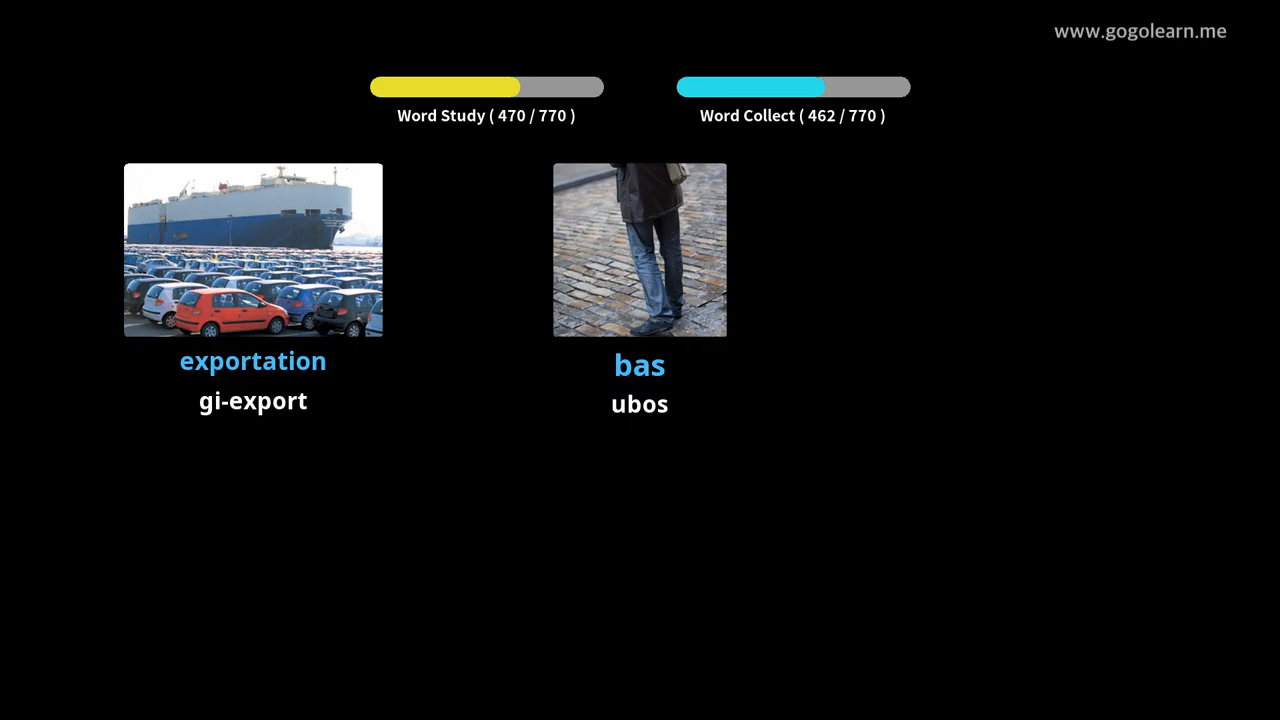 www.gogolearn.me
Word Study ( 470 / 770 )
Word Collect ( 462 / 770 )
exportation
gi-export
bas
ubos